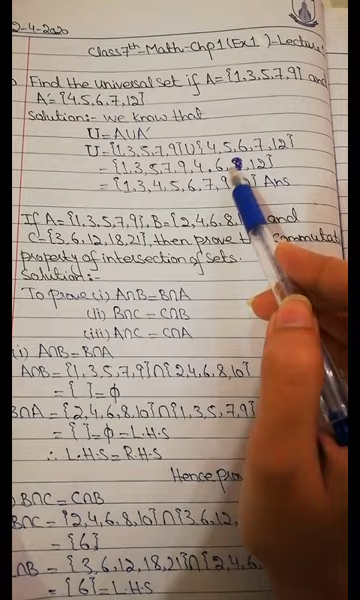 2-4-2020
Class 7th-Math-Chp1(Ex1)-Lecture
Find the universal set if A={1,3,5,7,9} and
A'={4,5,6,7,12}
Solution:- we know that
U=A∪A'
U={1,3,5,7,9}∪{4,5,6,7,12}
={1,3,5,7,9,4,6,12}
={1,3,4,5,6,7,9 } Ans
If A={1,3,5,7,9}, B={2,4,6,8,1 and
C={3,6,12,18,21}, then prove the commutat
property of intersection of sets.
Solution:-
To prove (i) A∩B=B∩A
(ii) B∩C=C∩B
(iii) A∩C=C∩A
(i) A∩B=B∩A
A∩B={1,3,5,7,9}∩{2,4,6,8,10}
={ }=ϕ
B∩A={2,4,6,8,10}∩{1,3,5,7,9}
={ }=ϕ=L.H.S
∴ L.H.S=R.H.S
Hence prov
) B∩C=C∩B
B∩C={2,4,6,8,10}∩{3,6,12,
={6}
∩B={3,6,12,18,21}∩{2,4,6,
={6}=L.H.S